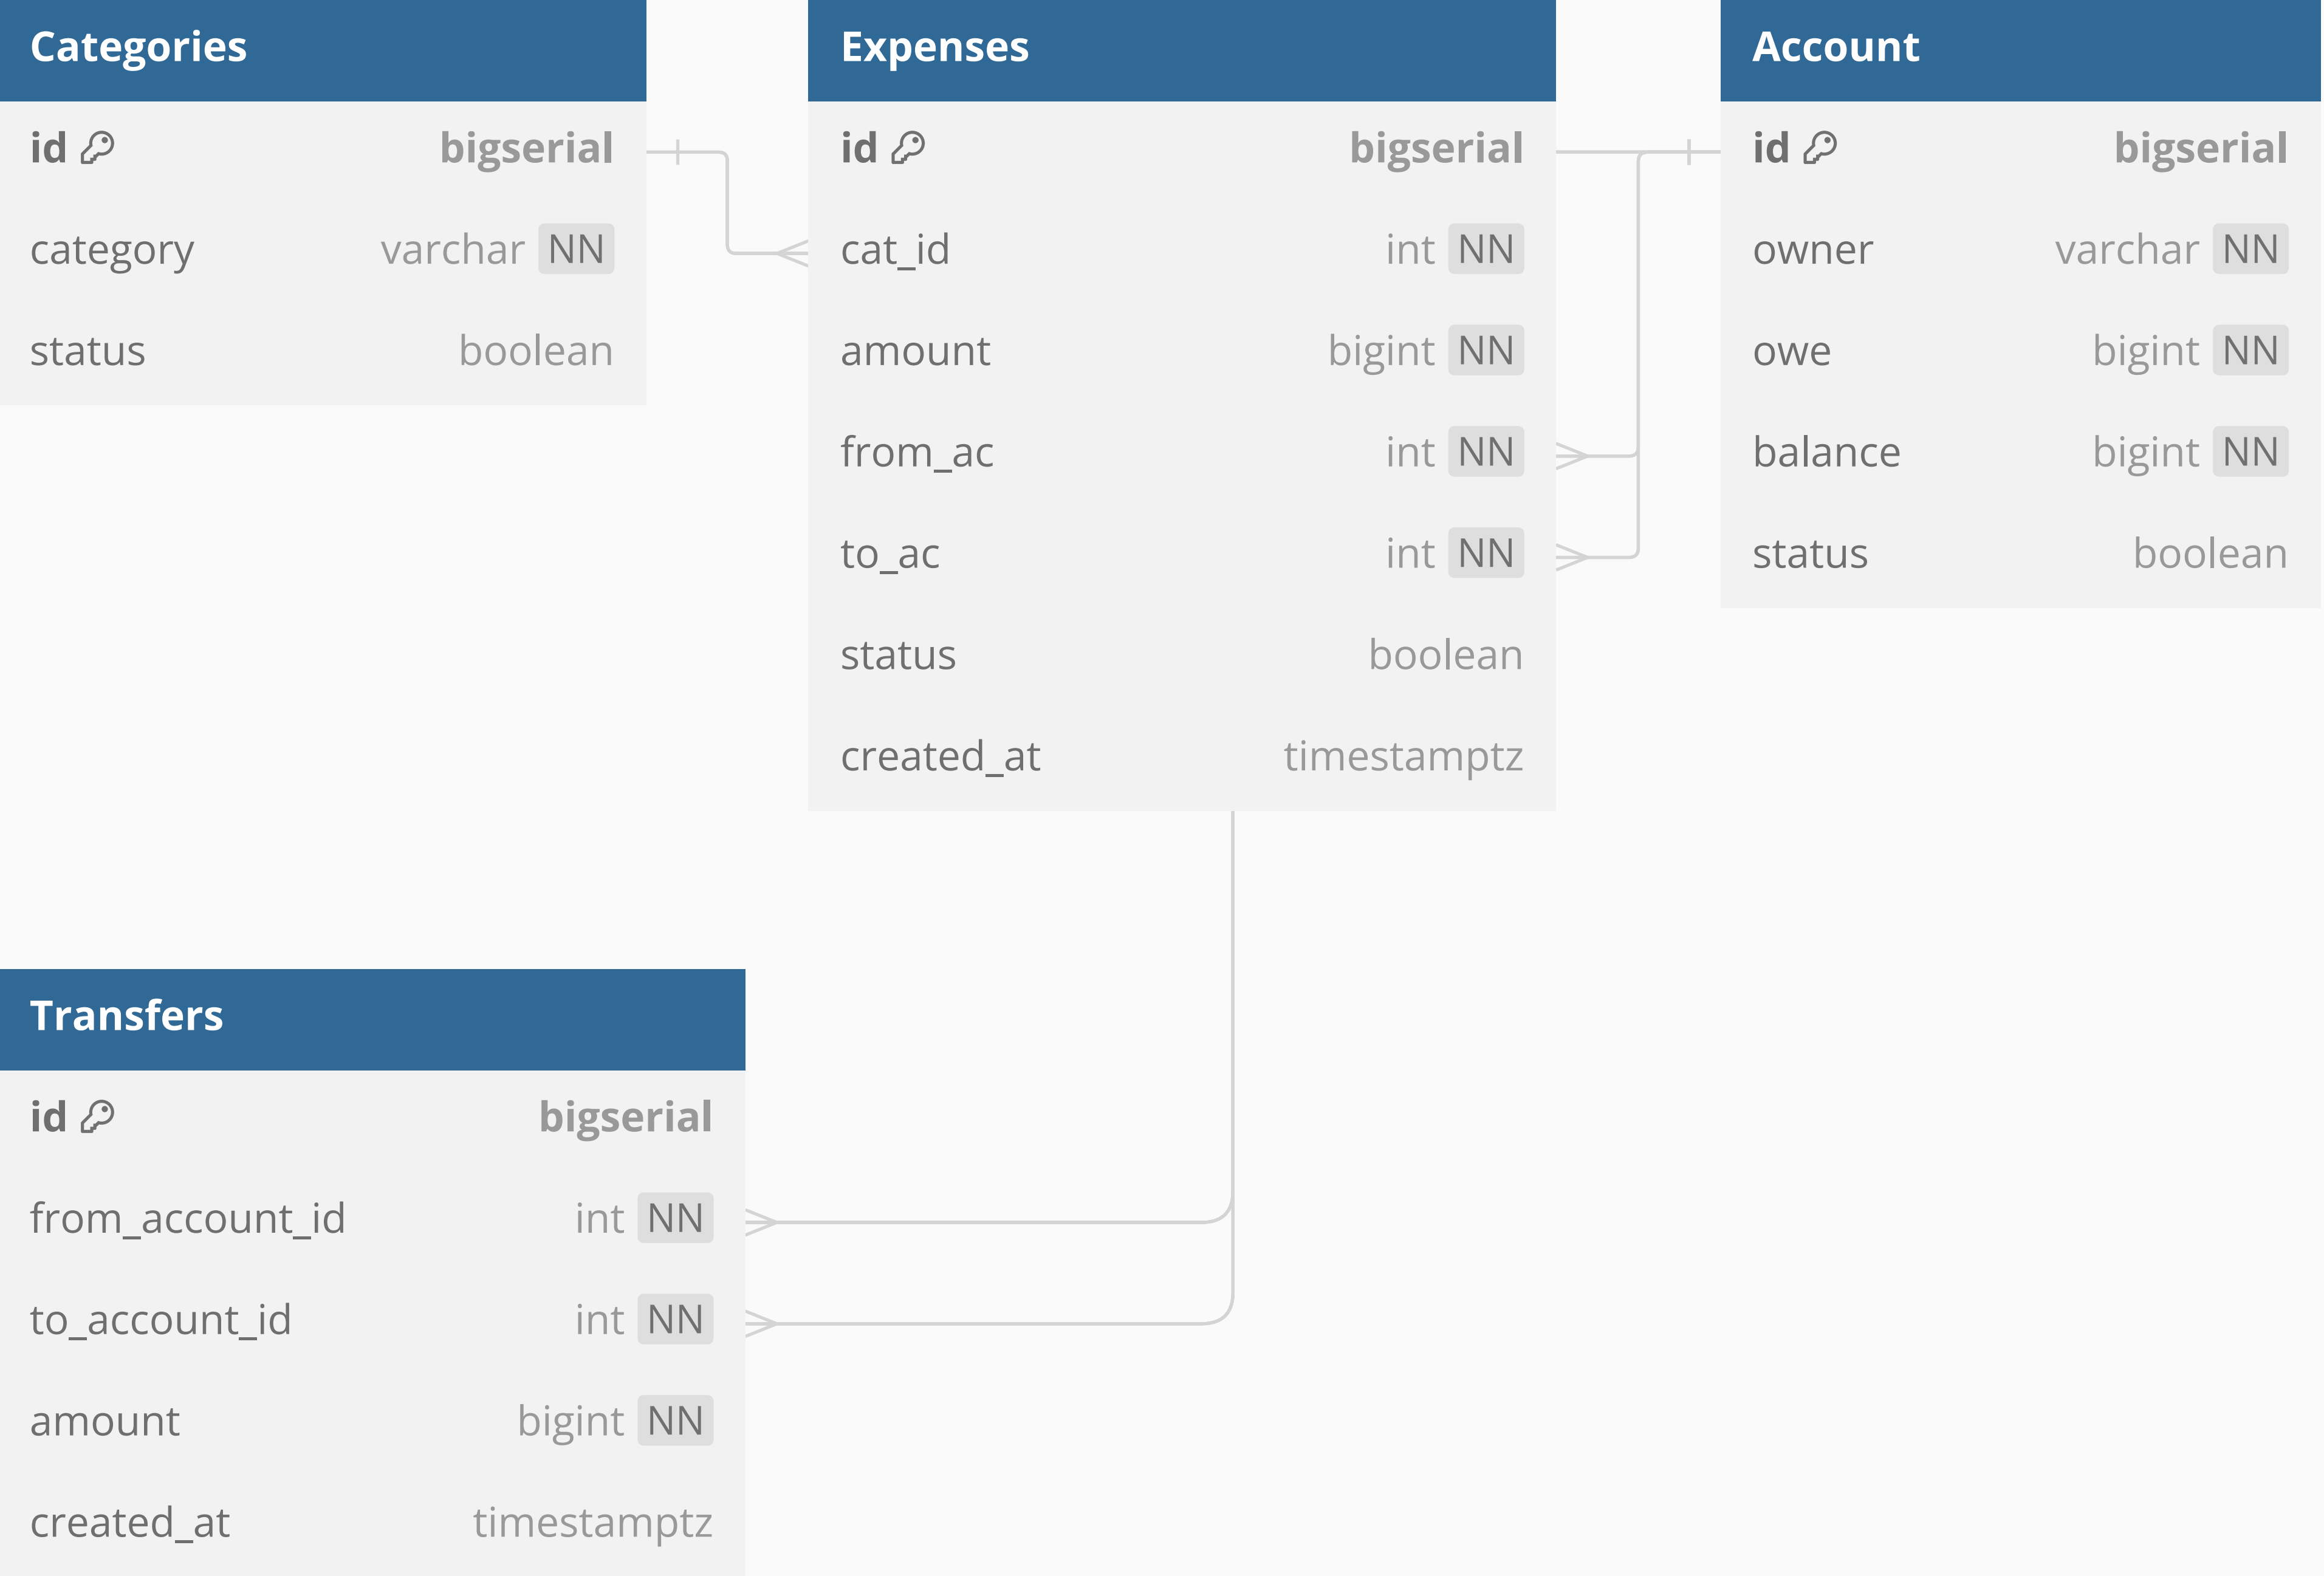 Categories
id bigserial
category varchar NN
status boolean
Expenses
id bigserial
cat_id int NN
amount bigint NN
from_ac int NN
to_ac int NN
status boolean
created_at timestamptz
Account
id bigserial
owner varchar NN
owe bigint NN
balance bigint NN
status boolean
Transfers
id bigserial
from_account_id int NN
to_account_id int NN
amount bigint NN
created_at timestamptz